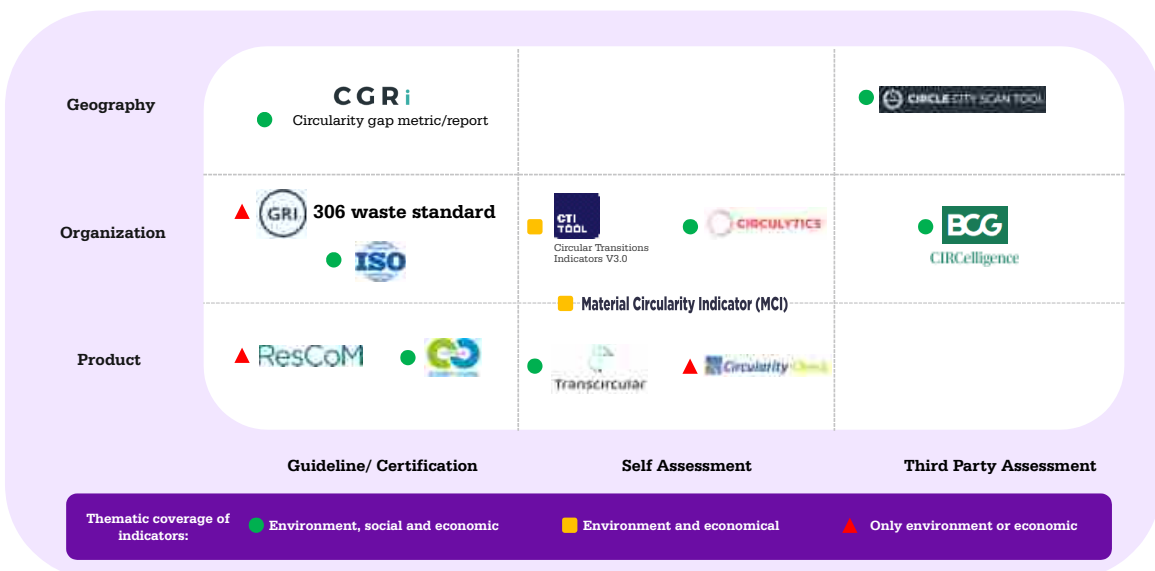 Geography
CGRi
Circularity gap metric/report
CIRCLE CITY SCAN TOOL
Organization
GRI
306 waste standard
ISO
CTI
TOOL
Circular Transitions
Indicators V3.0
CIRCULYTICS
BCG
CIRCelligence
Material Circularity Indicator (MCI)
Product
ResCoM
Transcircular
Circularity Check
Guideline/ Certification
Self Assessment
Third Party Assessment
Thematic coverage of
indicators:
Environment, social and economic
Environment and economical
Only environment or economic